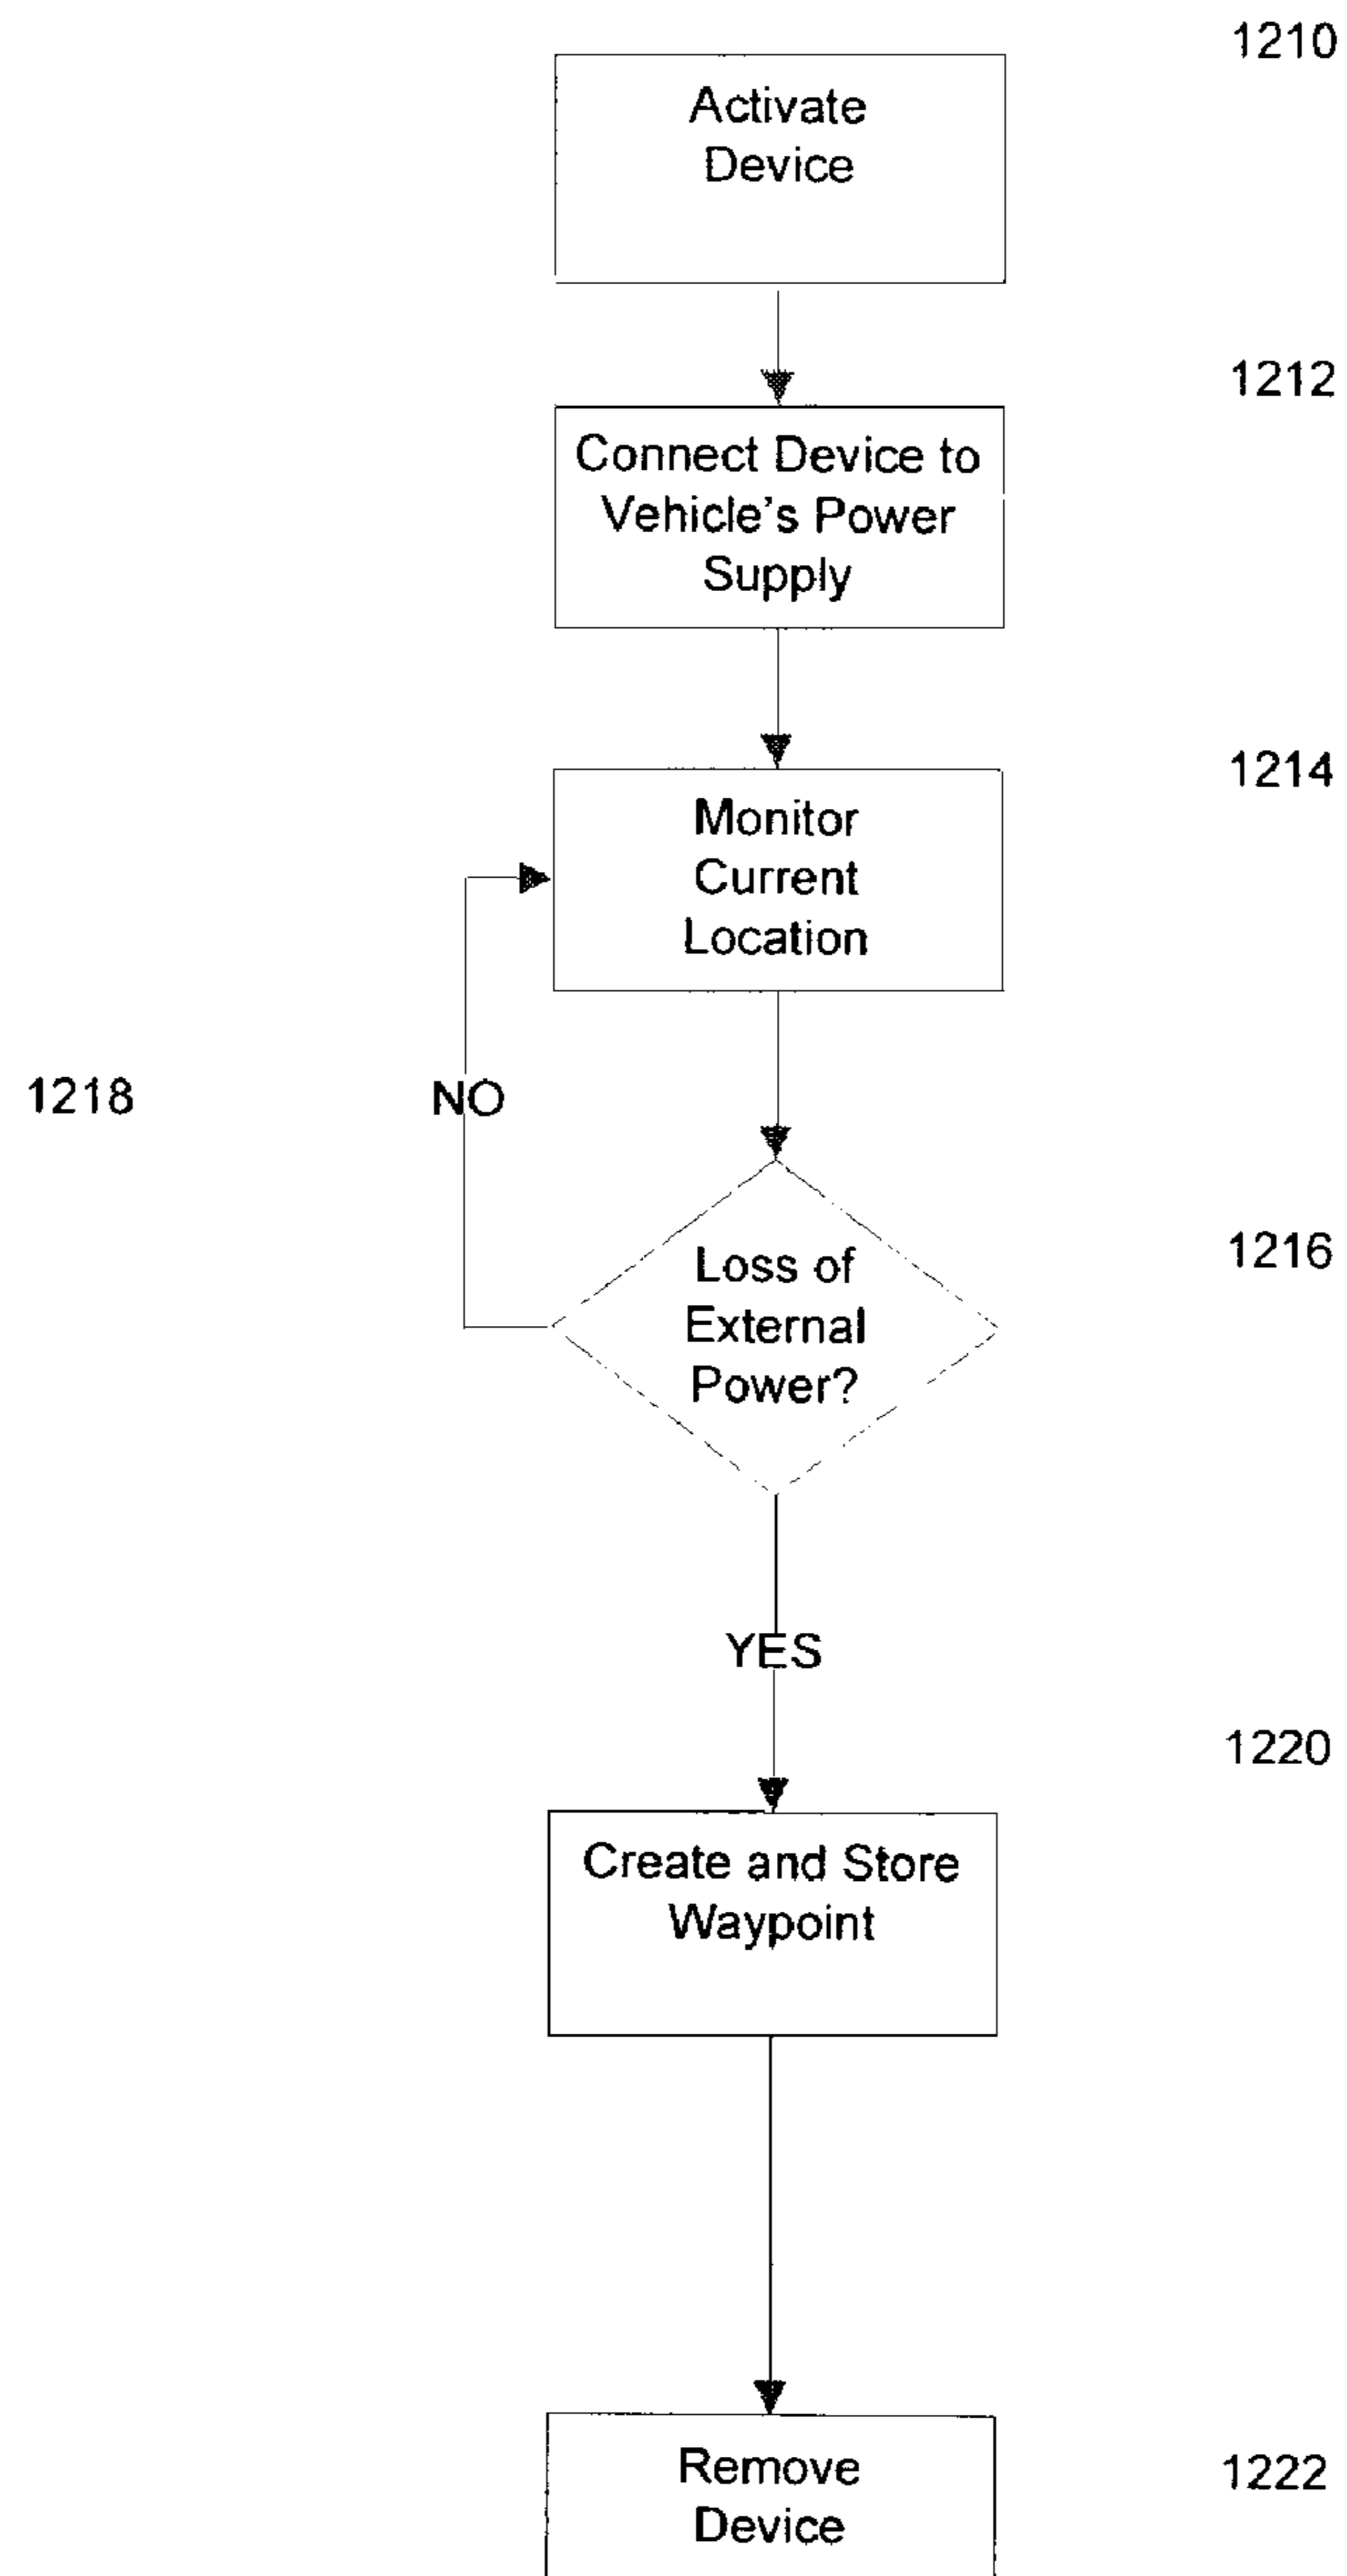 1210
Activate
Device
1212
Connect Device to
Vehicle's Power
Supply
1214
Monitor
Current
Location
1218
NO
1216
Loss of
External
Power?
YES
1220
Create and Store
Waypoint
1222
Remove
Device